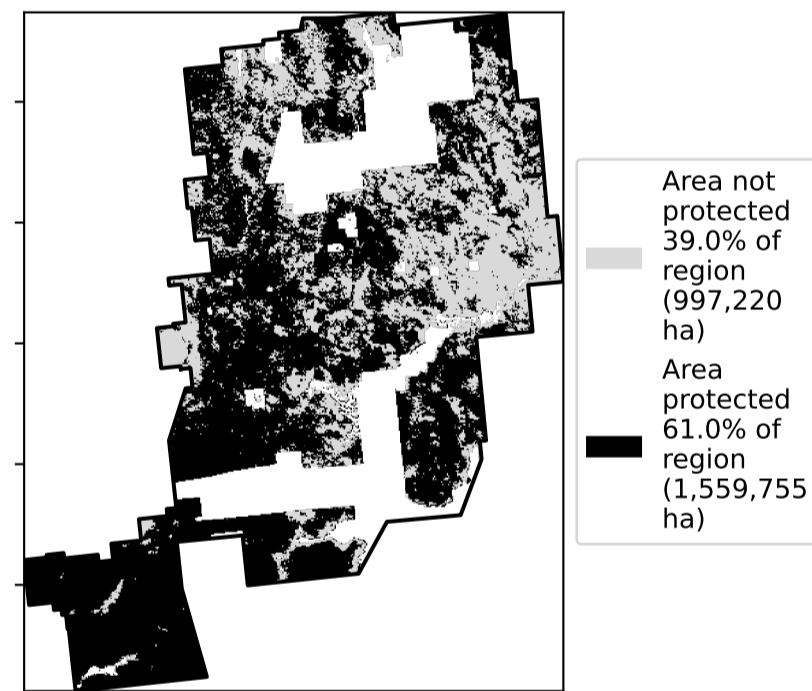 Area not
protected
39.0% of
region
(997,220
ha)
Area
protected
61.0% of
region
(1,559,755
ha)